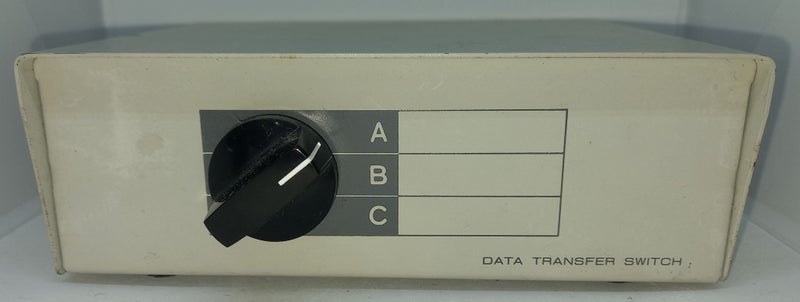 A
B
C
DATA TRANSFER SWITCH